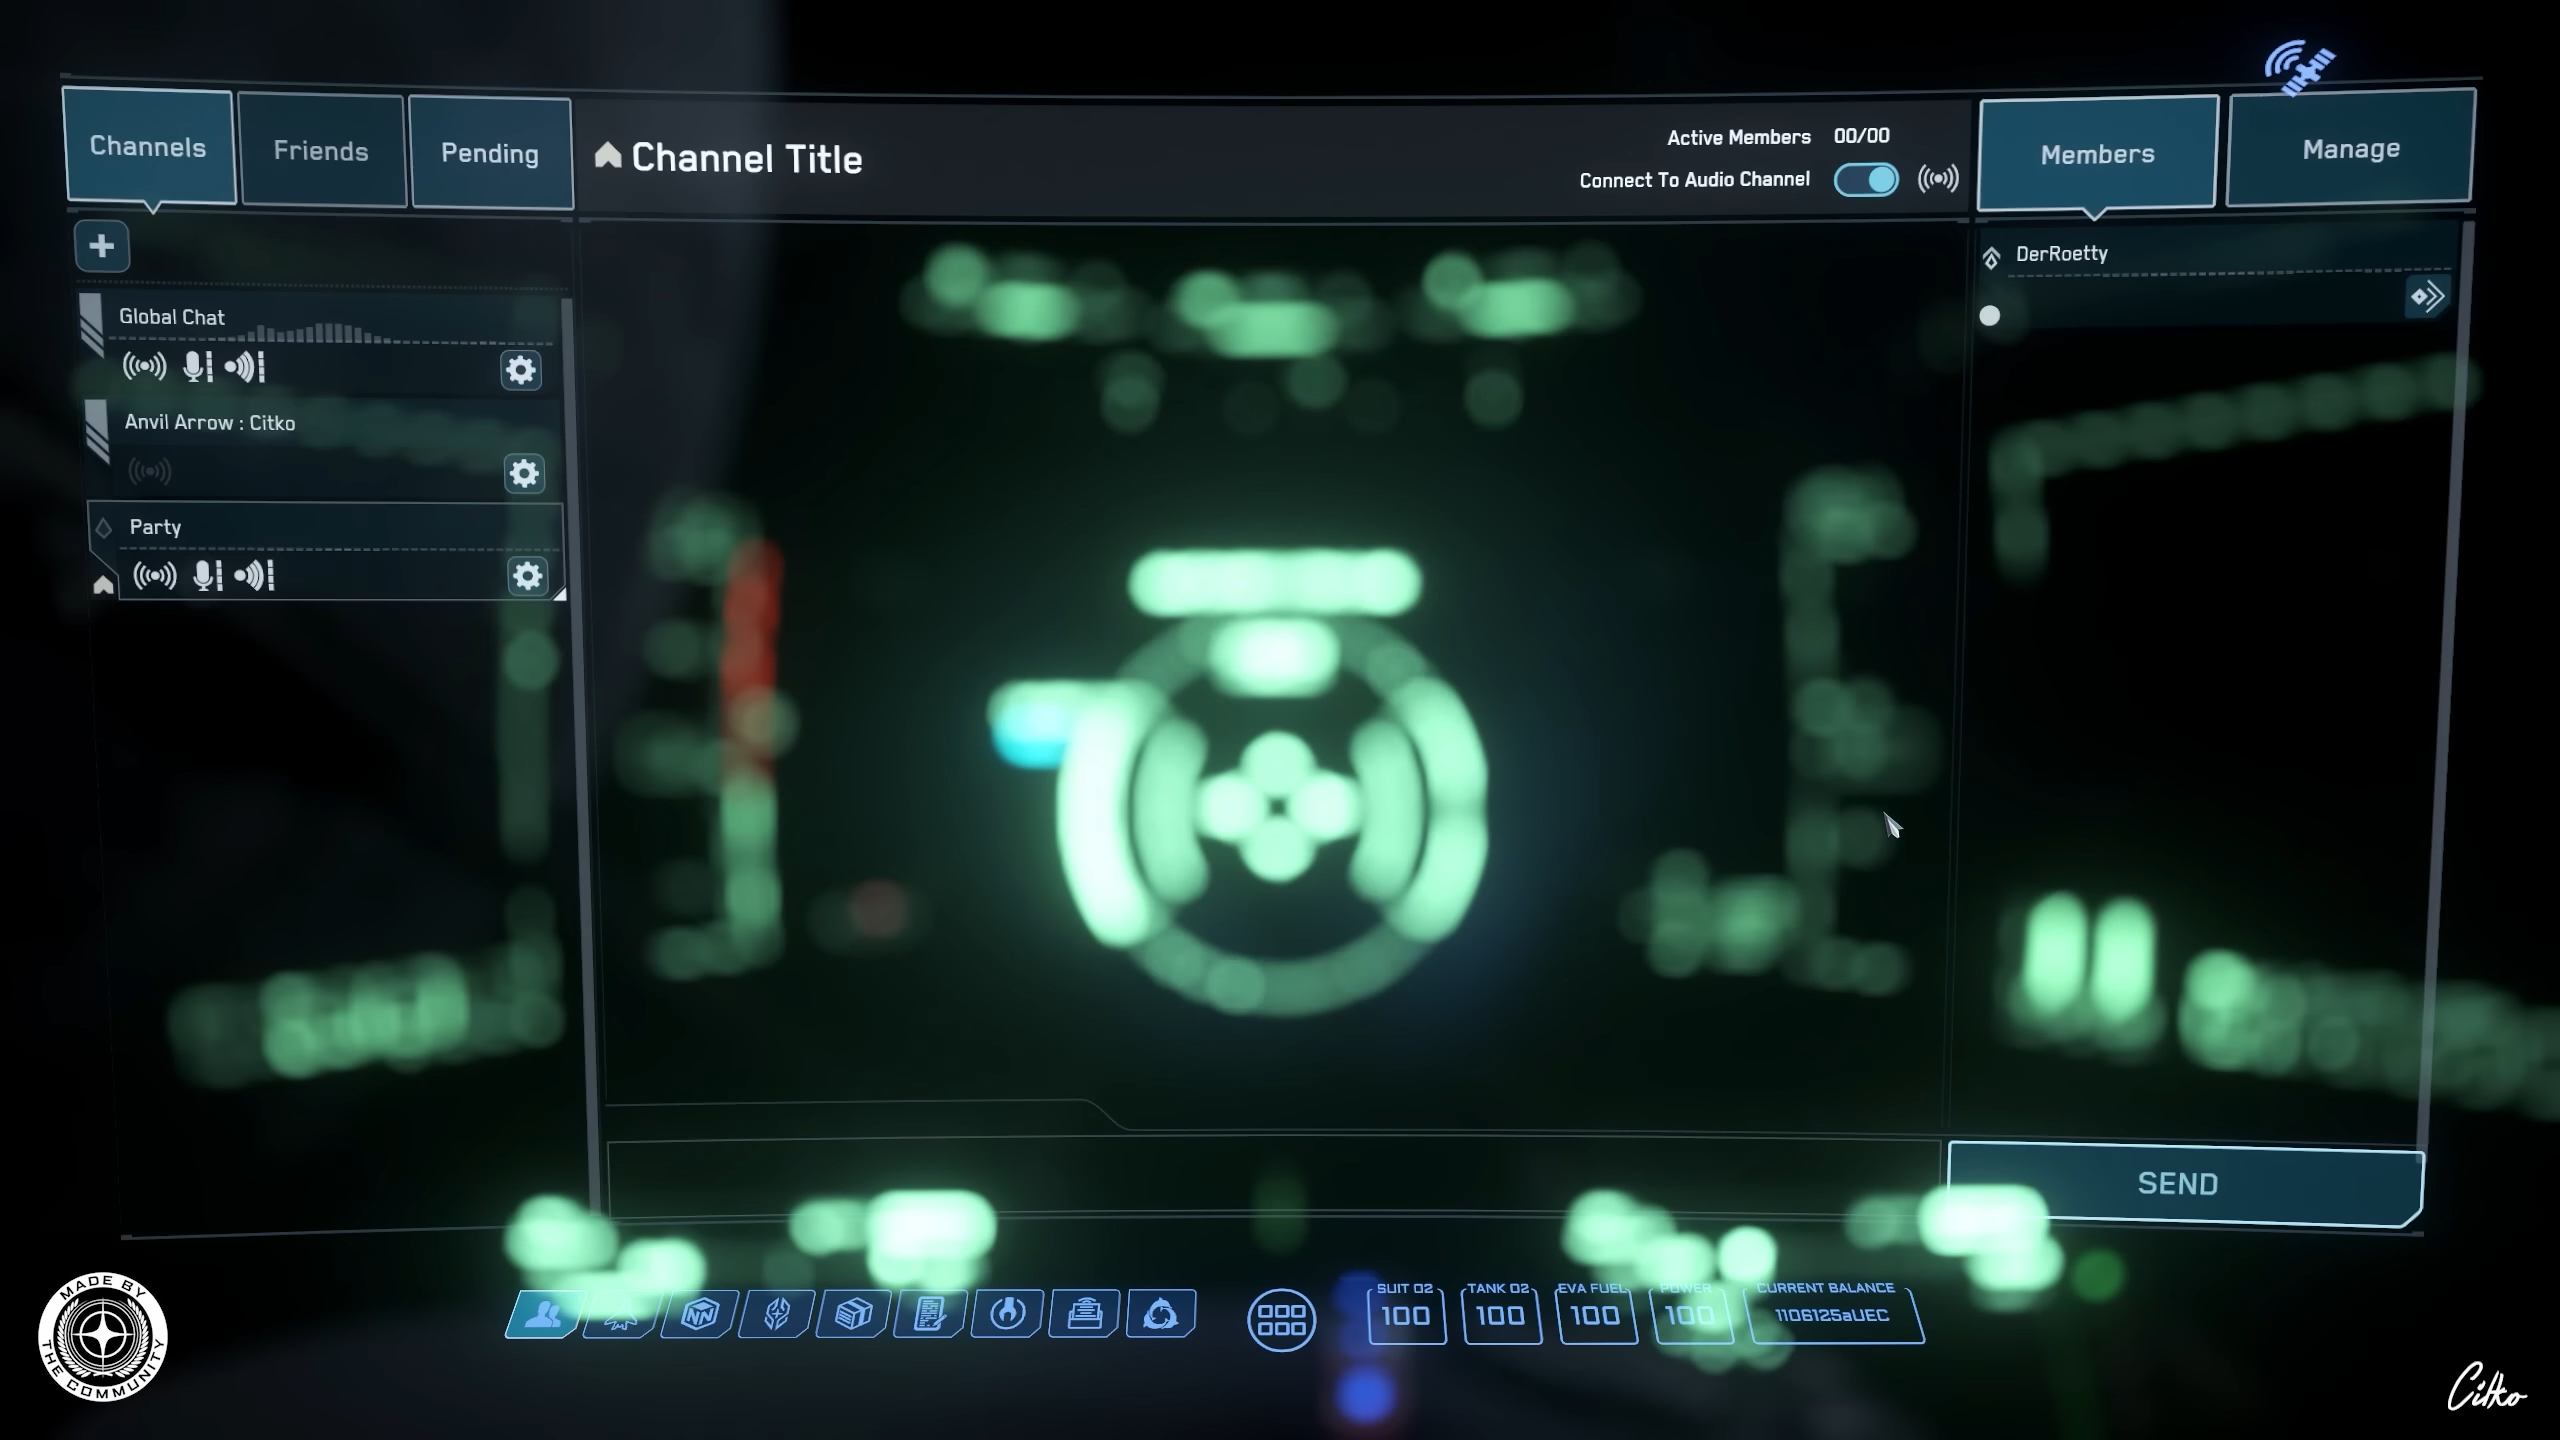 Channels
Friends
Pending
Channel Title
Active Members 00/00
Connect To Audio Channel
Members
Manage
Global Chat
Anvil Arrow : Citko
Party
DerRoetty
SEND
SUIT O2
100
TANK O2
100
EVA FUEL
100
POWER
100
CURRENT BALANCE
1106125aUEC
MADE BY
THE COMMUNITY
Citko